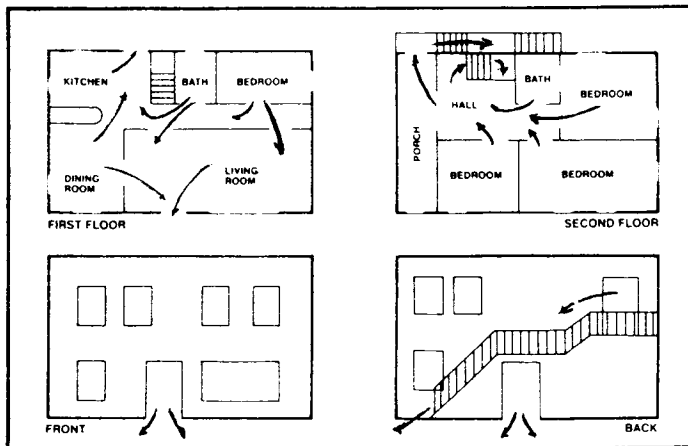 KITCHEN
BATH
BEDROOM
DINING
ROOM
LIVING
ROOM
FIRST FLOOR
HALL
BATH
BEDROOM
PORCH
BEDROOM
BEDROOM
SECOND FLOOR
FRONT
BACK